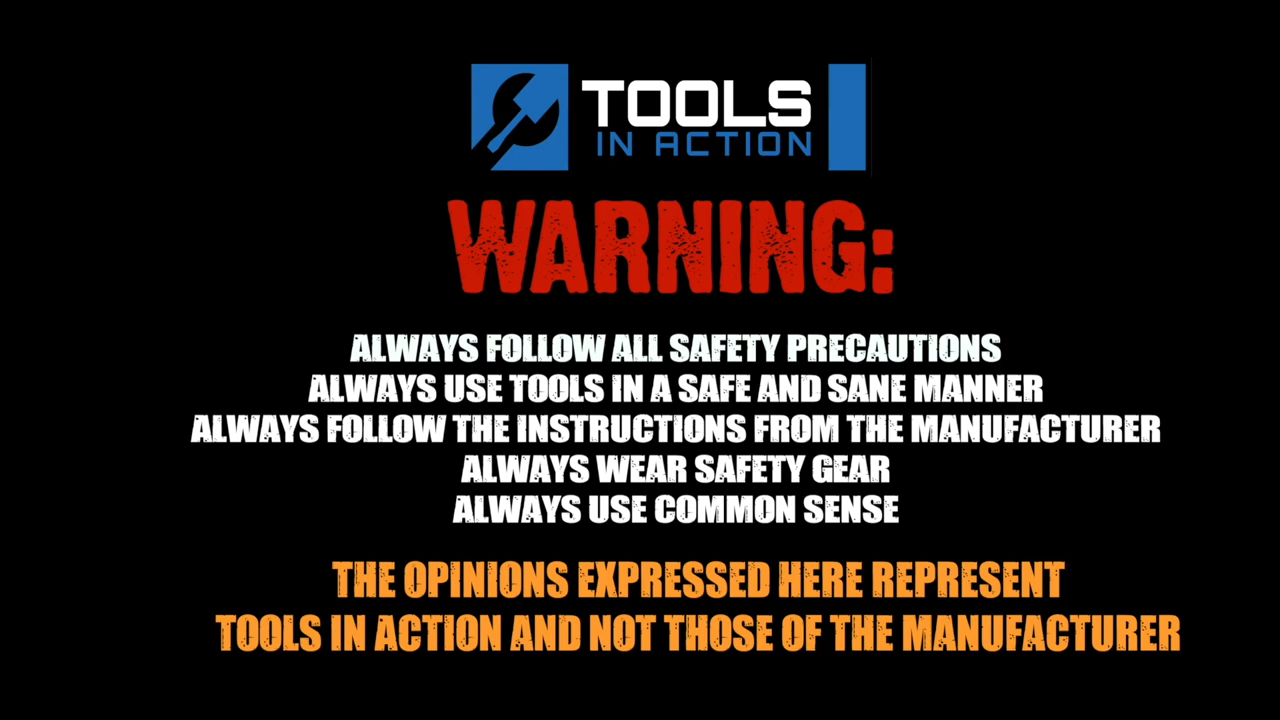 TOOLS
IN ACTION
WARNING:
ALWAYS FOLLOW ALL SAFETY PRECAUTIONS
ALWAYS USE TOOLS IN A SAFE AND SANE MANNER
ALWAYS FOLLOW THE INSTRUCTIONS FROM THE MANUFACTURER
ALWAYS WEAR SAFETY GEAR
ALWAYS USE COMMON SENSE
THE OPINIONS EXPRESSED HERE REPRESENT
TOOLS IN ACTION AND NOT THOSE OF THE MANUFACTURER